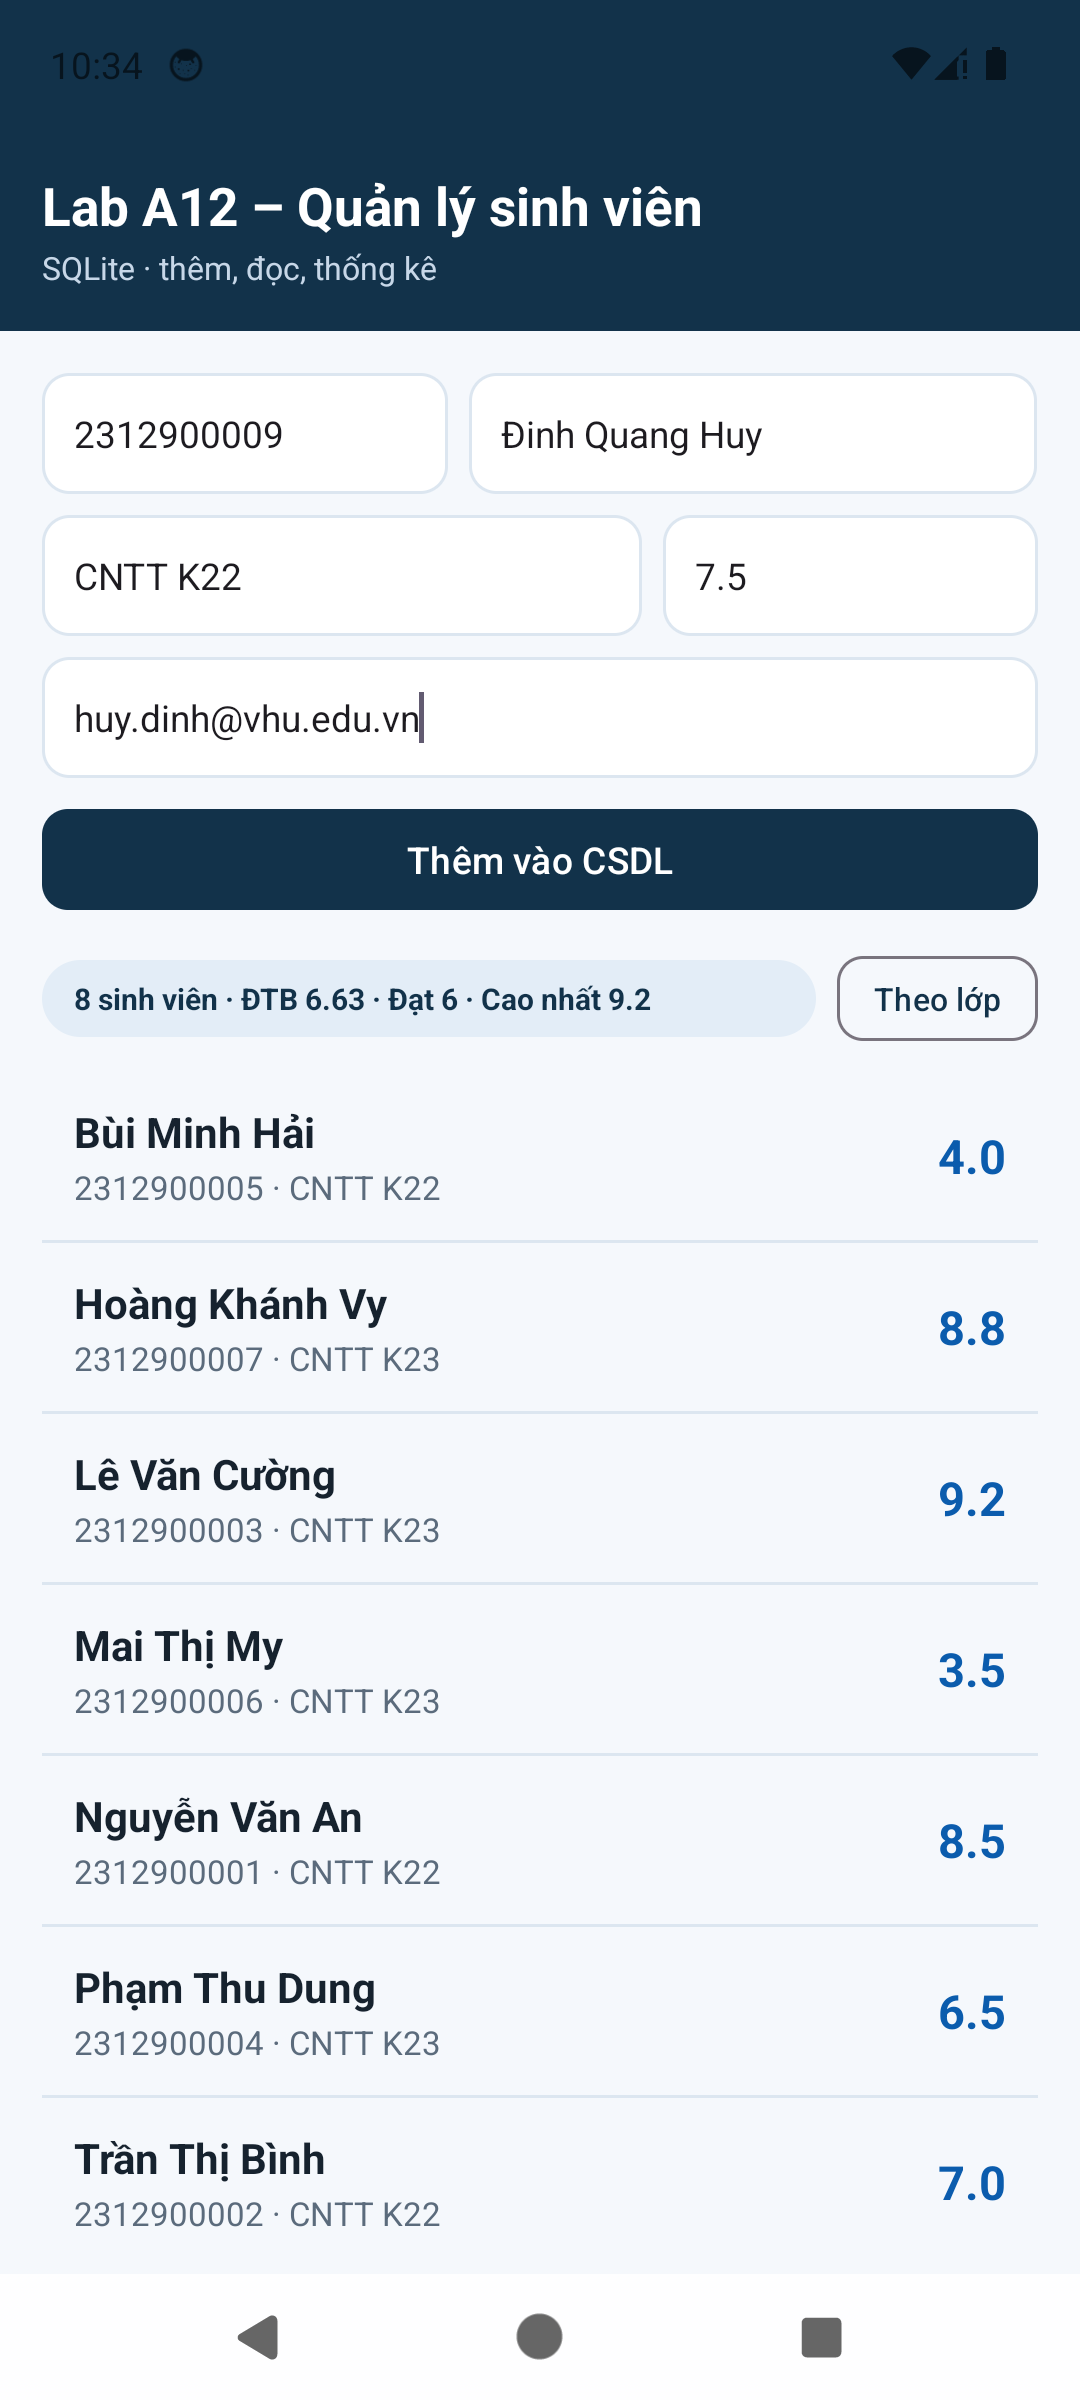 10:34
Lab A12 – Quản lý sinh viên
SQLite · thêm, đọc, thống kê
2312900009
Đinh Quang Huy
CNTT K22
7.5
huy.dinh@vhu.edu.vn
Thêm vào CSDL
8 sinh viên · ĐTB 6.63 · Đạt 6 · Cao nhất 9.2
Theo lớp
Bùi Minh Hải
2312900005 · CNTT K22
4.0
Hoàng Khánh Vy
2312900007 · CNTT K23
8.8
Lê Văn Cường
2312900003 · CNTT K23
9.2
Mai Thị My
2312900006 · CNTT K23
3.5
Nguyễn Văn An
2312900001 · CNTT K22
8.5
Phạm Thu Dung
2312900004 · CNTT K23
6.5
Trần Thị Bình
2312900002 · CNTT K22
7.0